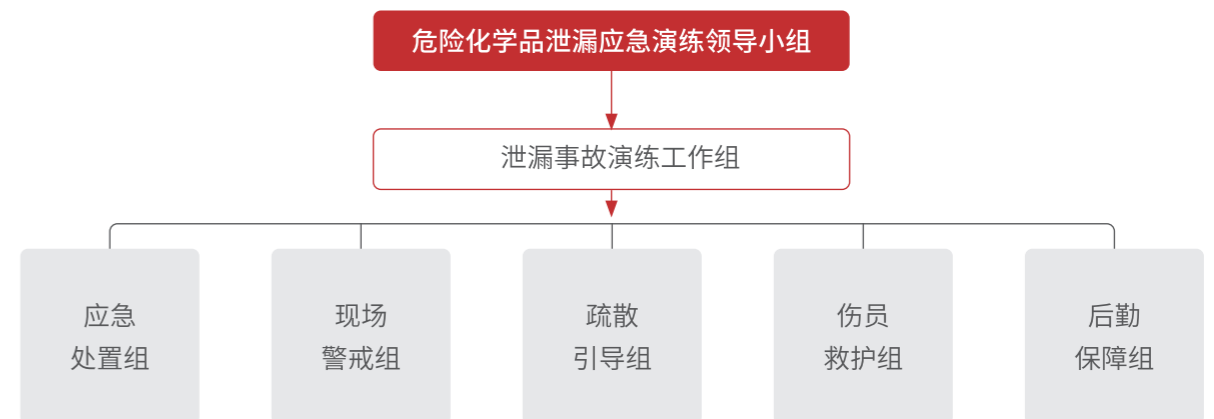 危险化学品泄漏应急演练领导小组
泄漏事故演练工作组
应急
处置组
现场
警戒组
疏散
引导组
伤员
救护组
后勤
保障组